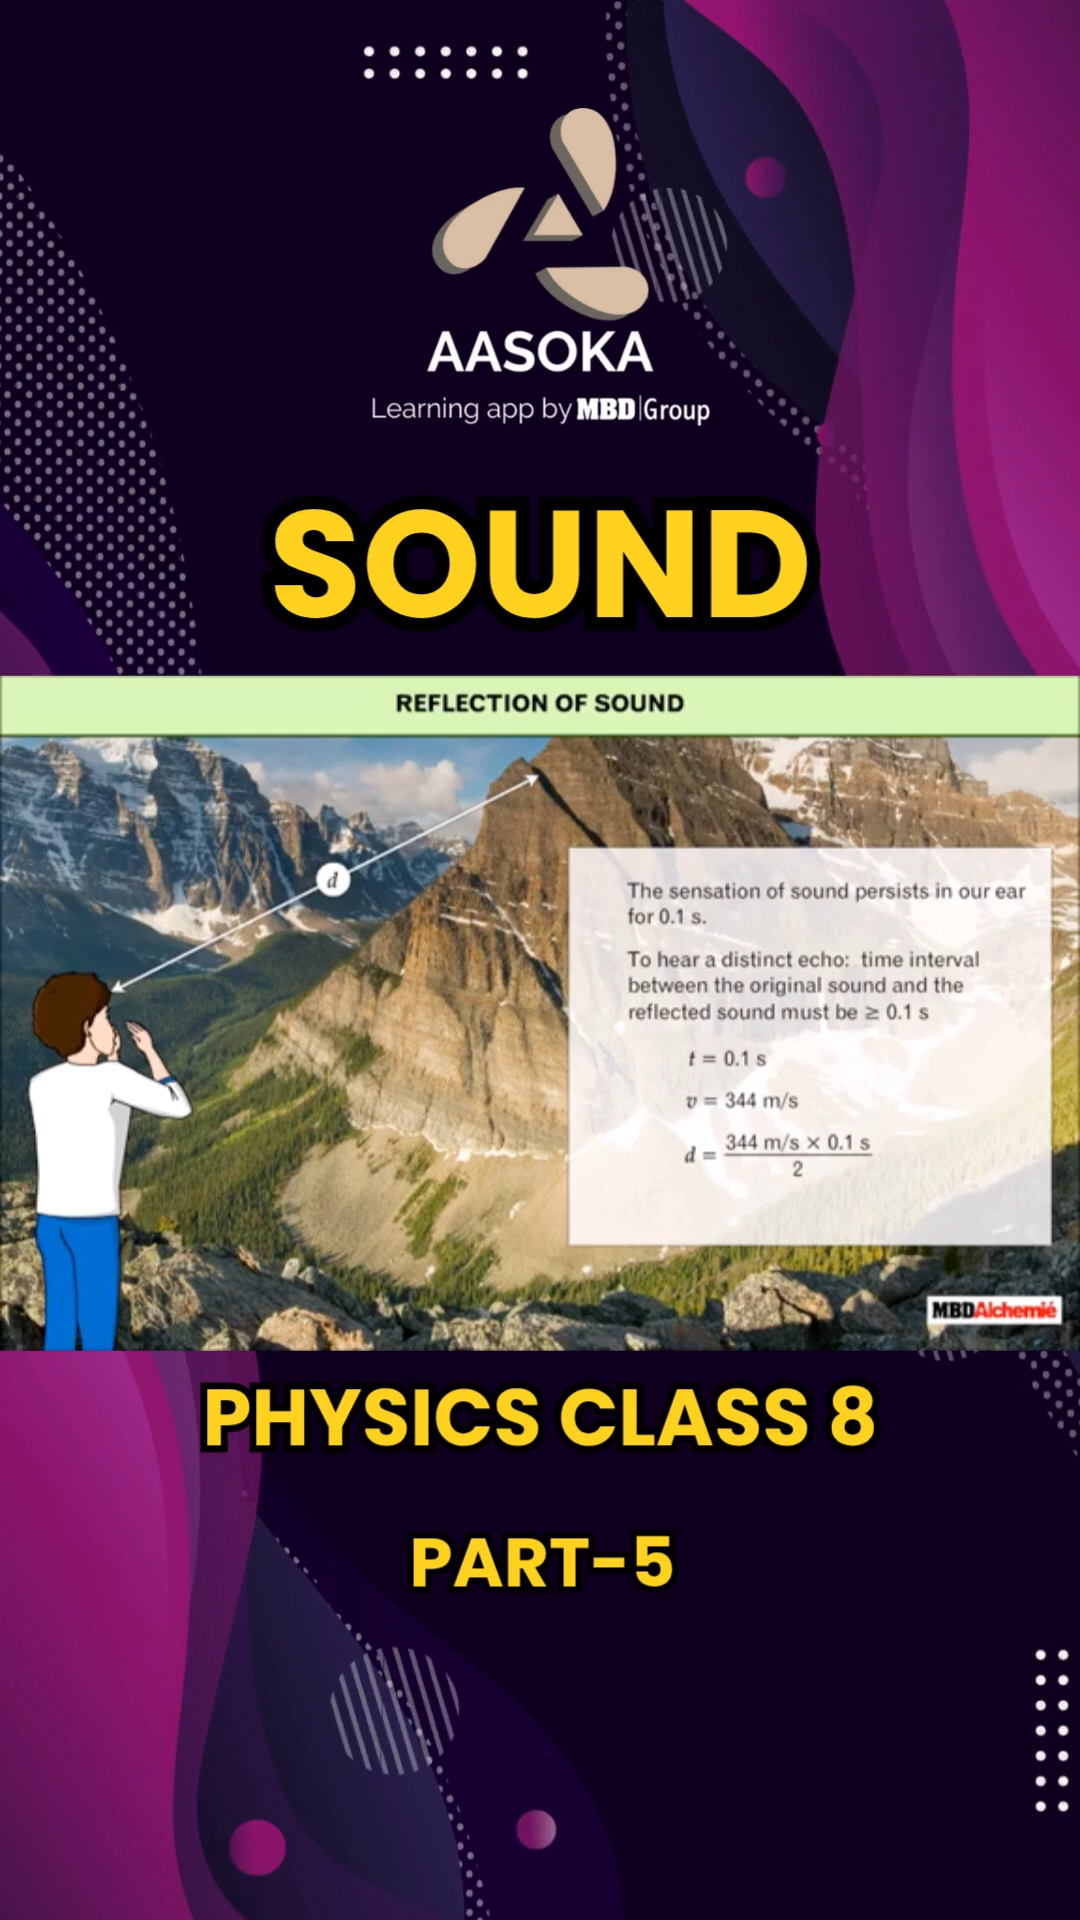 AASOKA
Learning app by MBD|Group
SOUND
REFLECTION OF SOUND
d
The sensation of sound persists in our ear
for 0.1 s.
To hear a distinct echo: time interval
between the original sound and the
reflected sound must be ≥ 0.1 s
t = 0.1 s
v = 344 m/s
d = 344 m/s × 0.1 s
2
MBDAlchemié
PHYSICS CLASS 8
PART-5